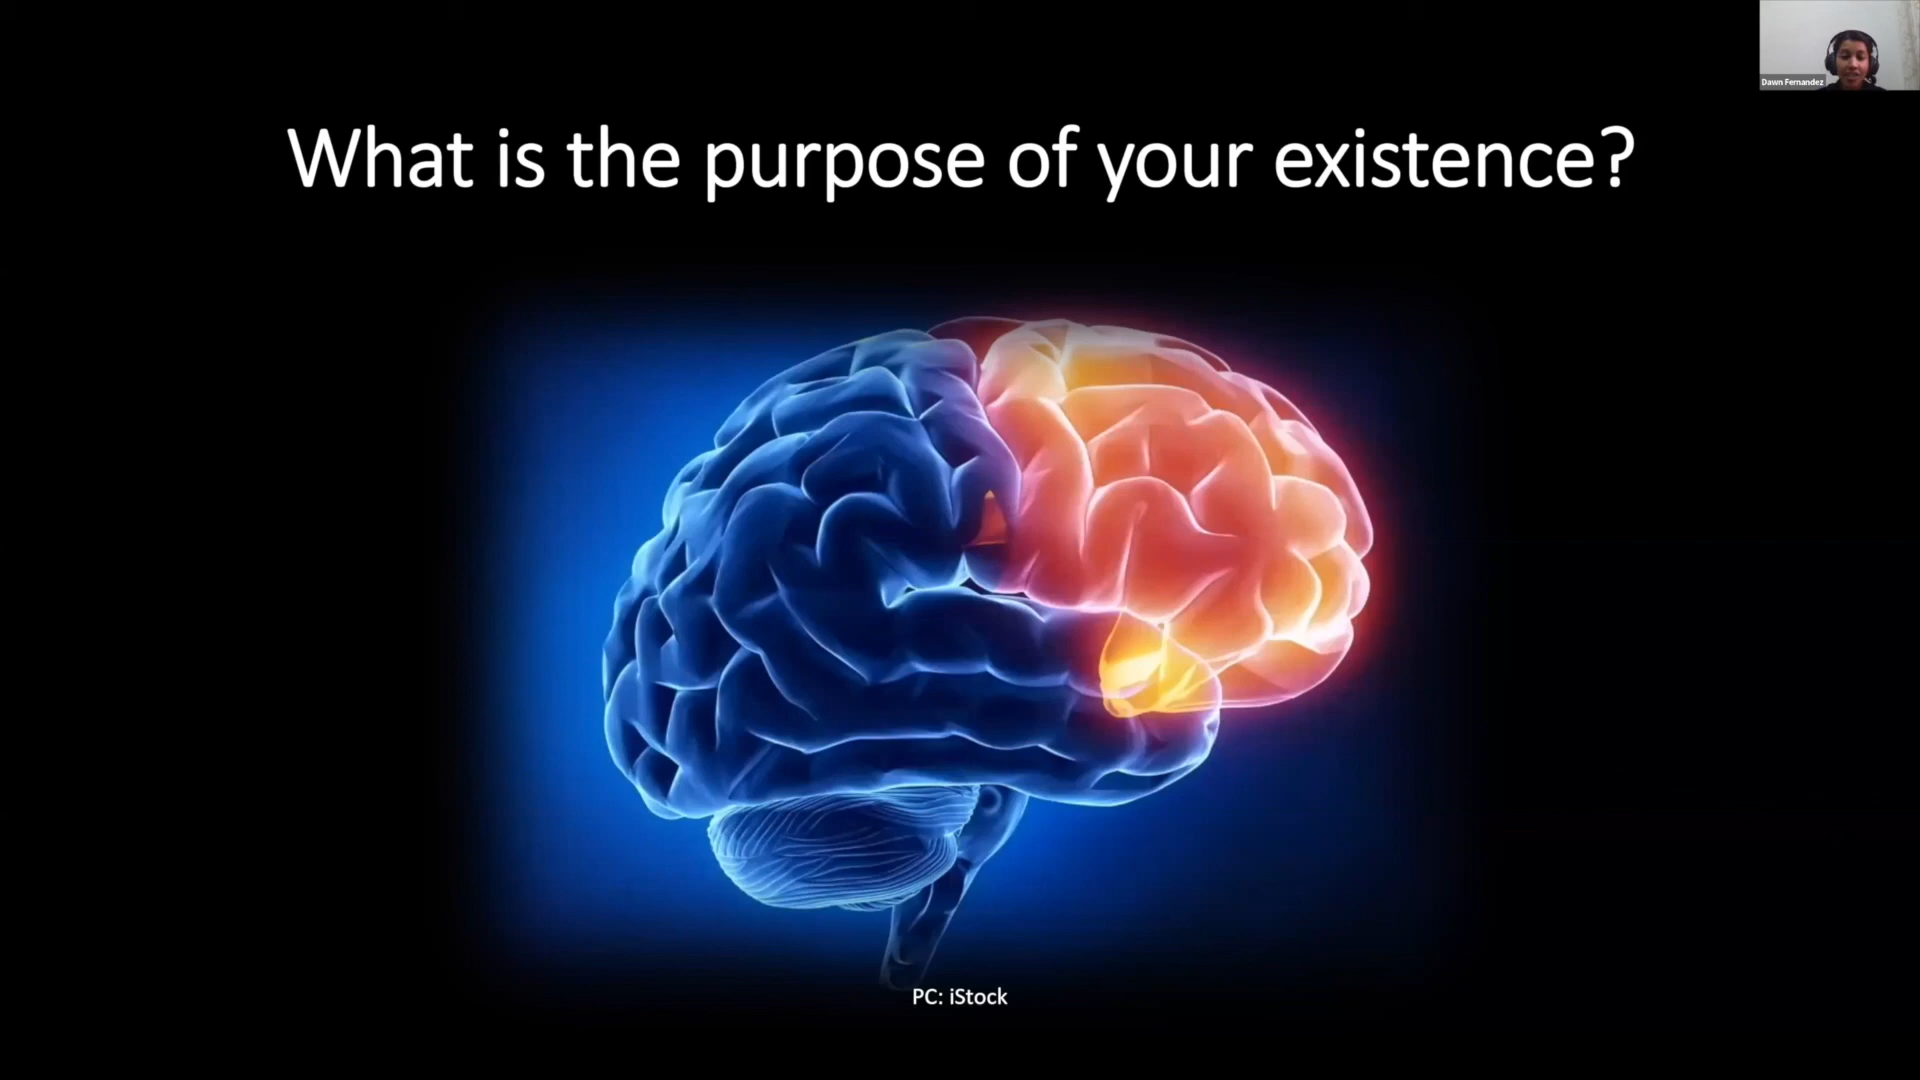 Dawn Fernandez
What is the purpose of your existence?
PC: iStock